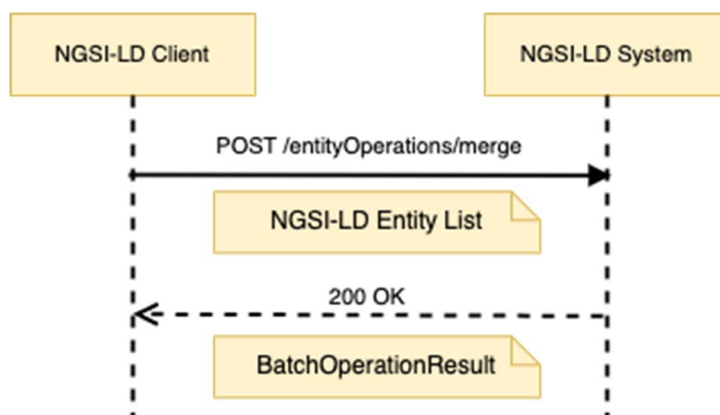 NGSI-LD Client
NGSI-LD System
POST /entityOperations/merge
NGSI-LD Entity List
200 OK
BatchOperationResult